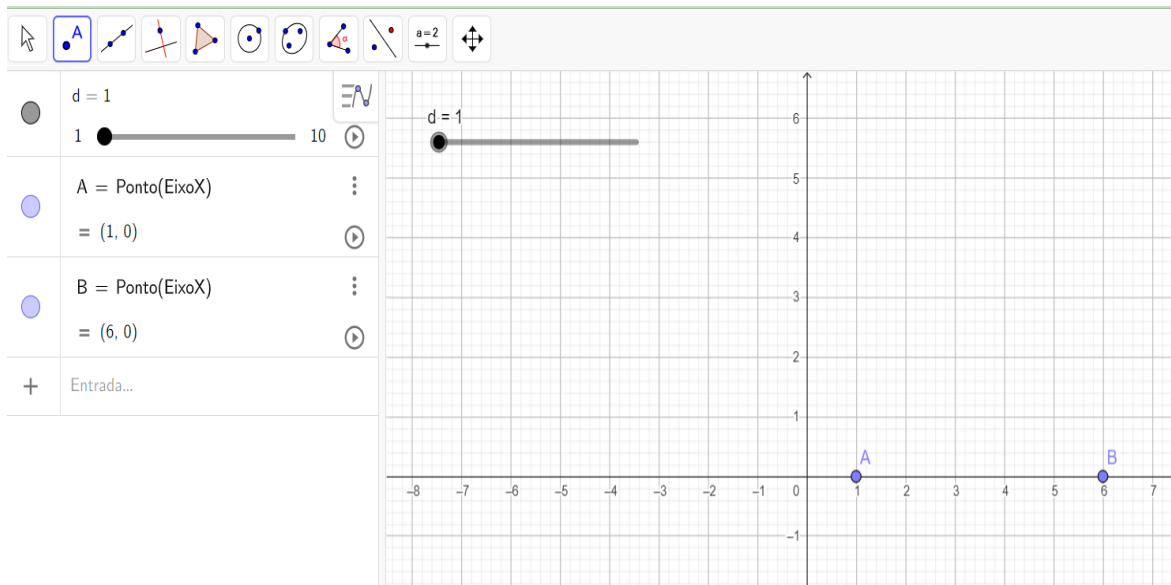 A
α
a=2
d = 1
1
10
A = Ponto(EixoX)
= (1, 0)
B = Ponto(EixoX)
= (6, 0)
+
Entrada...
d = 1
6
5
4
3
2
1
A
B
–8 –7 –6 –5 –4 –3 –2 –1 0 1 2 3 4 5 6 7
–1